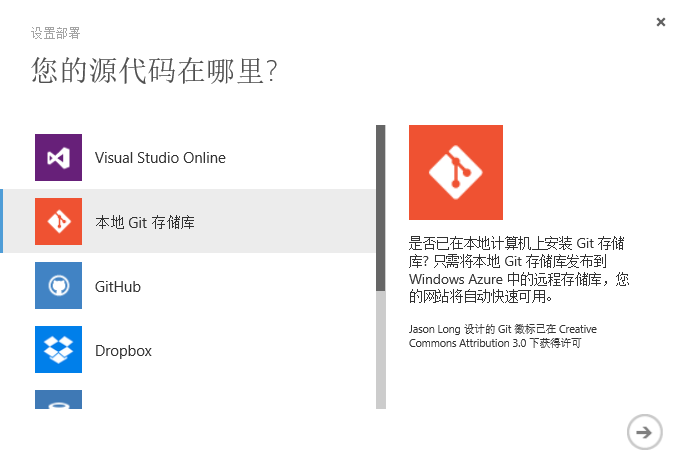 设置部署
您的源代码在哪里?
Visual Studio Online
本地 Git 存储库
GitHub
Dropbox
是否已在本地计算机上安装 Git 存储
库? 只需将本地 Git 存储库发布到
Windows Azure 中的远程存储库，您
的网站将自动快速可用。
Jason Long 设计的 Git 徽标已在 Creative
Commons Attribution 3.0 下获得许可